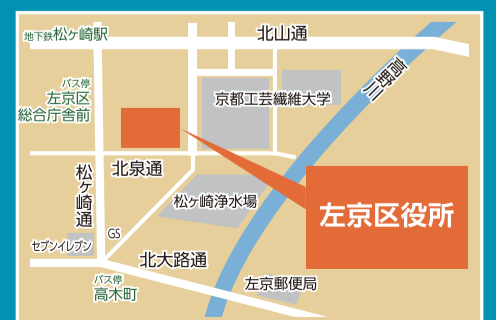 地下鉄松ヶ崎駅
北山通
高野川
バス停
左京区
総合庁舎前
京都工芸繊維大学
北泉通
松ヶ崎通
松ヶ崎浄水場
左京区役所
GS
セブンイレブン
北大路通
バス停
高木町
左京郵便局